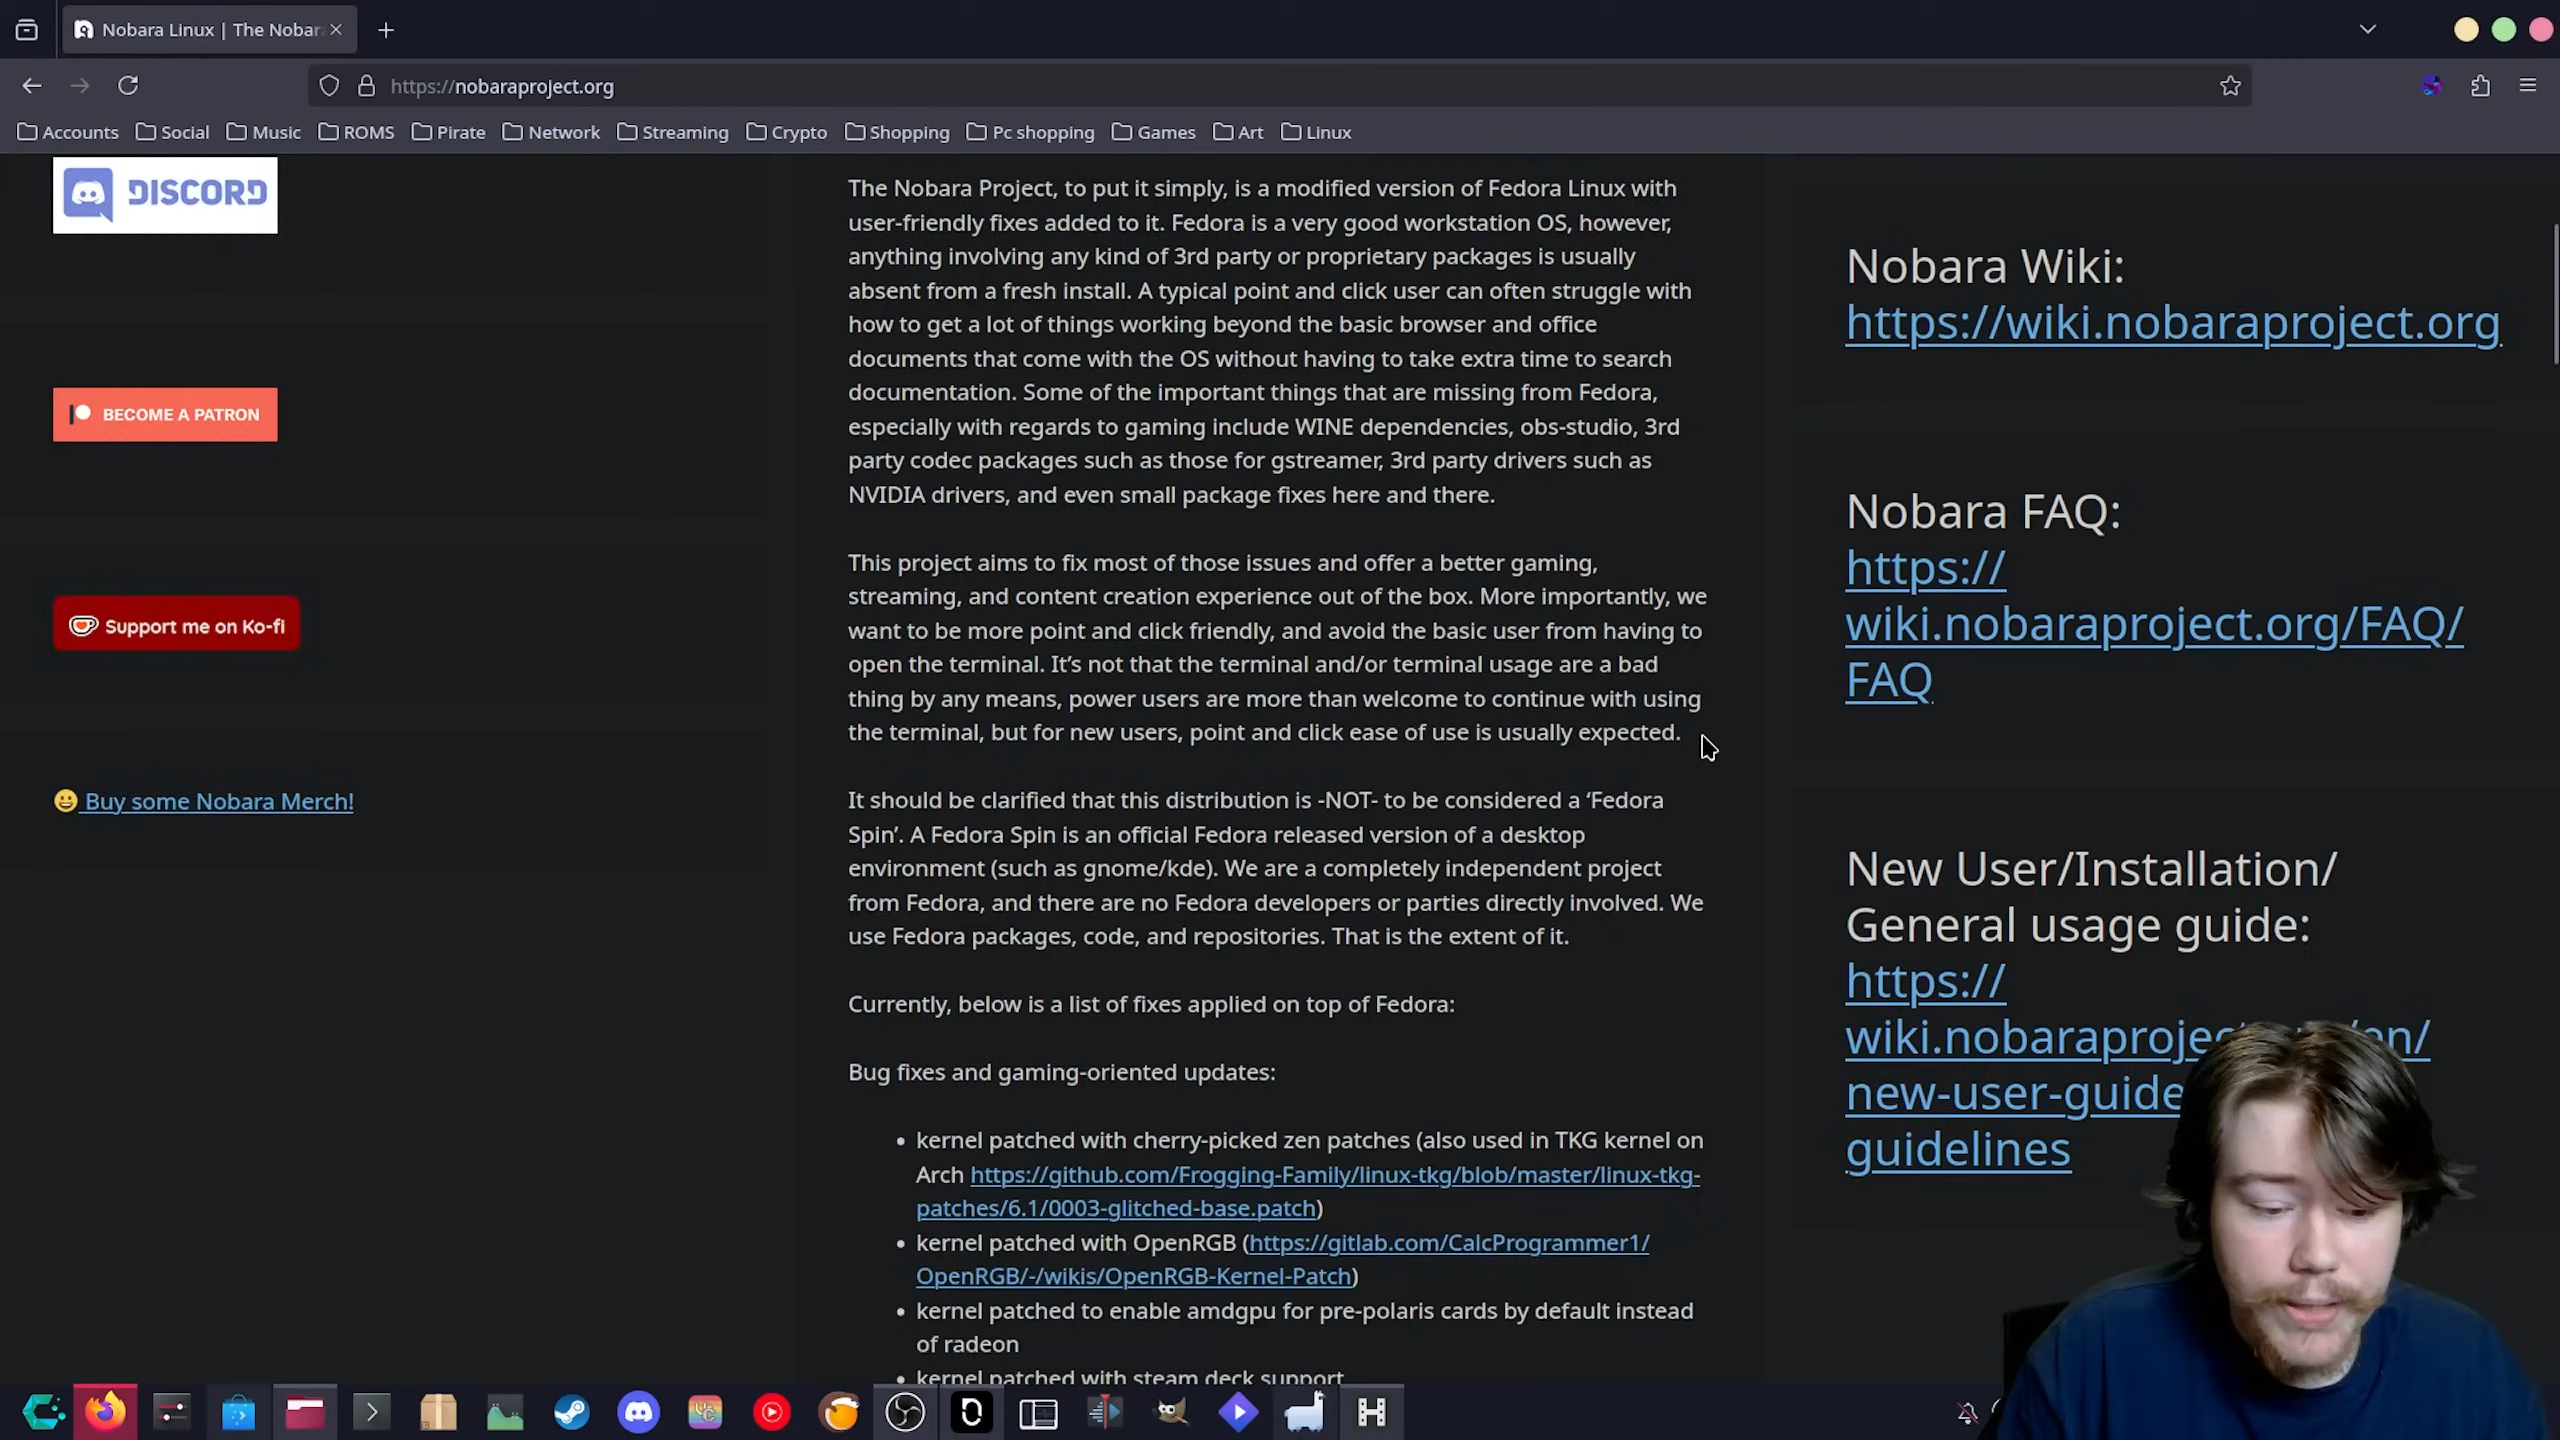 Nobara Linux | The Nobar
https://nobaraproject.org
Accounts
Social
Music
ROMS
Pirate
Network
Streaming
Crypto
Shopping
Pc shopping
Games
Art
Linux
DISCORD
BECOME A PATRON
Support me on Ko-fi
😀 Buy some Nobara Merch!
The Nobara Project, to put it simply, is a modified version of Fedora Linux with
user-friendly fixes added to it. Fedora is a very good workstation OS, however,
anything involving any kind of 3rd party or proprietary packages is usually
absent from a fresh install. A typical point and click user can often struggle with
how to get a lot of things working beyond the basic browser and office
documents that come with the OS without having to take extra time to search
documentation. Some of the important things that are missing from Fedora,
especially with regards to gaming include WINE dependencies, obs-studio, 3rd
party codec packages such as those for gstreamer, 3rd party drivers such as
NVIDIA drivers, and even small package fixes here and there.
This project aims to fix most of those issues and offer a better gaming,
streaming, and content creation experience out of the box. More importantly, we
want to be more point and click friendly, and avoid the basic user from having to
open the terminal. It’s not that the terminal and/or terminal usage are a bad
thing by any means, power users are more than welcome to continue with using
the terminal, but for new users, point and click ease of use is usually expected.
It should be clarified that this distribution is -NOT- to be considered a ‘Fedora
Spin’. A Fedora Spin is an official Fedora released version of a desktop
environment (such as gnome/kde). We are a completely independent project
from Fedora, and there are no Fedora developers or parties directly involved. We
use Fedora packages, code, and repositories. That is the extent of it.
Currently, below is a list of fixes applied on top of Fedora:
Bug fixes and gaming-oriented updates:
• kernel patched with cherry-picked zen patches (also used in TKG kernel on
Arch https://github.com/Frogging-Family/linux-tkg/blob/master/linux-tkg-
patches/6.1/0003-glitched-base.patch)
• kernel patched with OpenRGB (https://gitlab.com/CalcProgrammer1/
OpenRGB/-/wikis/OpenRGB-Kernel-Patch)
• kernel patched to enable amdgpu for pre-polaris cards by default instead
of radeon
• kernel patched with steam deck support
Nobara Wiki:
https://wiki.nobaraproject.org
Nobara FAQ:
https://
wiki.nobaraproject.org/FAQ/
FAQ
New User/Installation/
General usage guide:
https://
wiki.nobaraproject en/
new-user-guide
guidelines